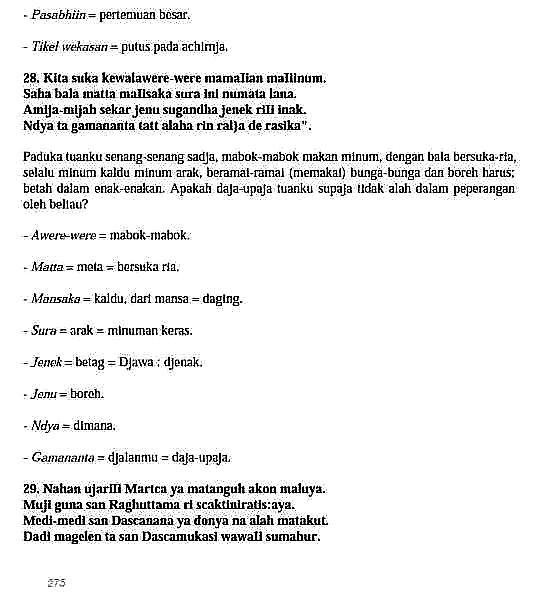 - Pasabhiin = pertemuan besar.
- Tikel wekasan = putus pada achirnja.
28. Kita suka kewalawere-were mamaIian maIiinum.
Saha bala matta maIisaka sura ini numata lana.
Amija-mijah sekar jenu sugandha jenek riIi inak.
Ndya ta gamananta tatt alaha rin raI}a de rasika".
Paduka tuanku senang-senang sadja, mabok-mabok makan minum, dengan bala bersuka-ria,
selalu minum kaldu minum arak, beramai-ramai (memakai) bunga-bunga dan boreh harus;
betah dalam enak-enakan. Apakah daja-upaja tuanku supaja tidak alah dalam peperangan
oleh beliau?
- Awere-were = mabok-mabok.
- Matta = meta = bersuka ria.
- Mansaka = kaldu, dari mansa = daging.
- Sura = arak = minuman keras.
- Jenek = betag = Djawa : djenak.
- Jenu = boreh.
- Ndya = dimana.
- Gamananta = djalanmu = daja-upaja.
29. Nahan ujariIi Martca ya matanguh akon maluya.
Muji guna san Raghuttama ri scaktiniratis:aya.
Medi-medi san Dascanana ya donya na alah matakut.
Dadi magelen ta san Dascamukasi wawaIi sumahur.
275